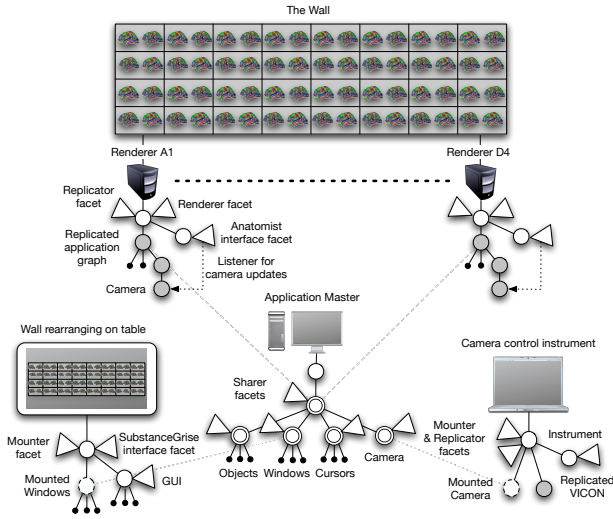 The Wall
Renderer A1
Renderer D4
Replicator
facet
Renderer facet
Replicated
application
graph
Anatomist
interface facet
Listener for
camera updates
Camera
Application Master
Wall rearranging on table
Camera control instrument
Sharer
facets
Mounter
facet
SubstanceGrise
interface facet
Mounter
& Replicator
facets
Instrument
Objects
Windows
Cursors
Camera
Mounted
Windows
GUI
Mounted
Camera
Replicated
VICON